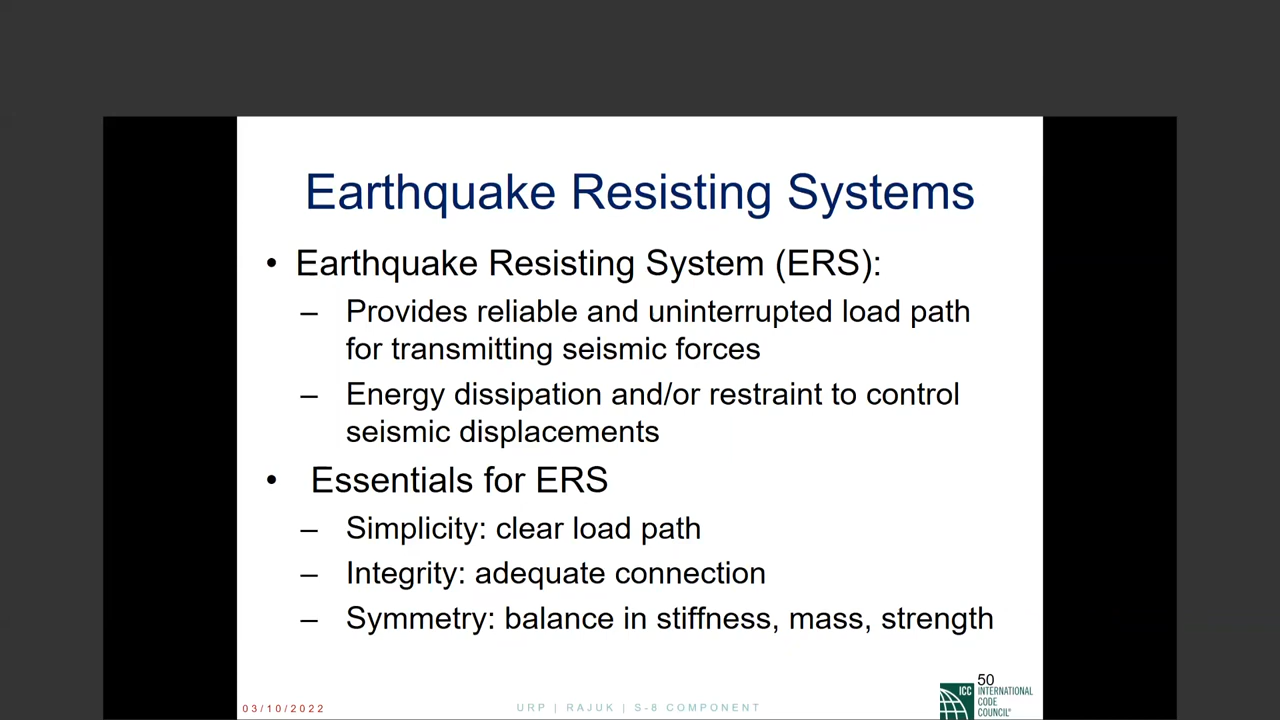 Earthquake Resisting Systems
• Earthquake Resisting System (ERS):
– Provides reliable and uninterrupted load path
for transmitting seismic forces
– Energy dissipation and/or restraint to control
seismic displacements
• Essentials for ERS
– Simplicity: clear load path
– Integrity: adequate connection
– Symmetry: balance in stiffness, mass, strength
03/10/2022
URP | RAJUK | S-8 COMPONENT
50
ICC INTERNATIONAL
CODE
COUNCIL®